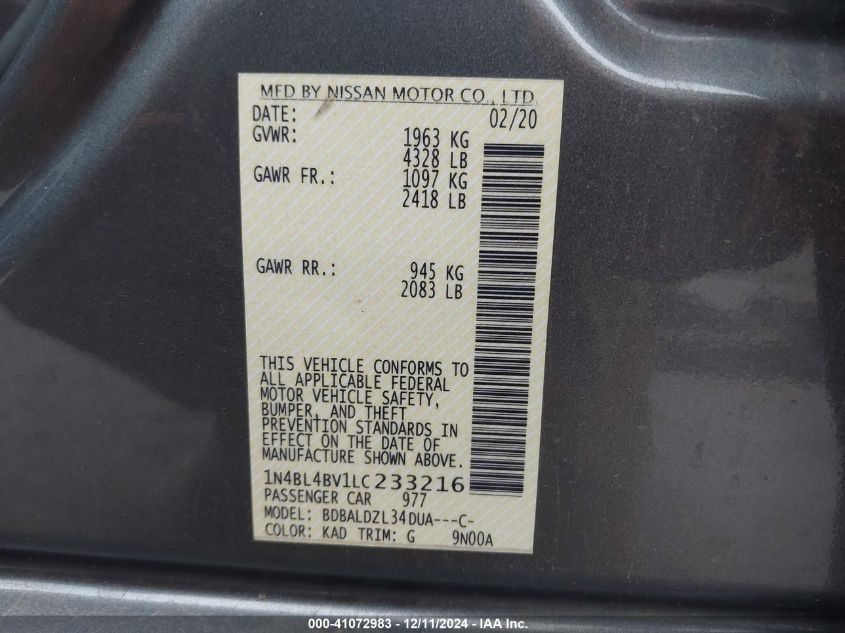 MFD BY NISSAN MOTOR CO., LTD.
DATE: 02/20
GVWR: 1963 KG
4328 LB
GAWR FR.: 1097 KG
2418 LB
GAWR RR.: 945 KG
2083 LB
THIS VEHICLE CONFORMS TO
ALL APPLICABLE FEDERAL
MOTOR VEHICLE SAFETY,
BUMPER, AND THEFT
PREVENTION STANDARDS IN
EFFECT ON THE DATE OF
MANUFACTURE SHOWN ABOVE.
1N4BL4BV1LC233216
PASSENGER CAR 977
MODEL: BDBALDZL34DUA---C-
COLOR: KAD TRIM: G 9N00A
000-41072983 - 12/11/2024 - IAA Inc.